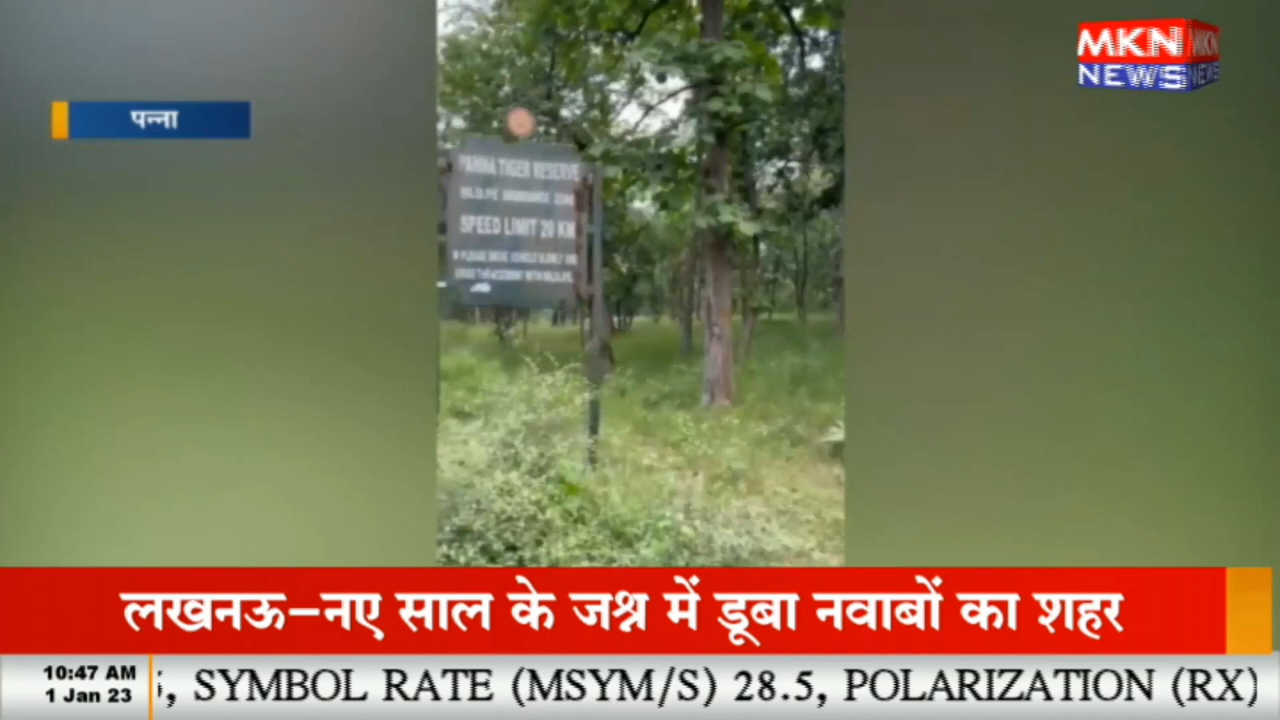 MKN
NEWS
पन्ना
PANNA TIGER RESERVE
SPEED LIMIT 20 KM
लखनऊ-नए साल के जश्न में डूबा नवाबों का शहर
10:47 AM
1 Jan 23
, SYMBOL RATE (MSYM/S) 28.5, POLARIZATION (RX)